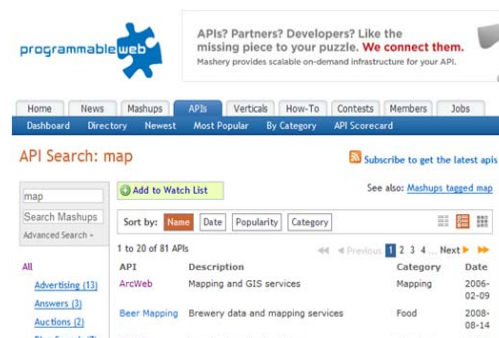 programmableweb
APIs? Partners? Developers? Like the
missing piece to your puzzle. We connect them.
Mashery provides scalable on-demand infrastructure for your API.
Home News Mashups APIs Verticals How-To Contests Members Jobs
Dashboard Directory Newest Most Popular By Category API Scorecard
API Search: map
Subscribe to get the latest apis
map
Add to Watch List
See also: Mashups tagged map
Search Mashups
Advanced Search
Sort by: Name Date Popularity Category
1 to 20 of 81 APIs
Previous 1 2 3 4 ... Next
All
API Description Category Date
Advertising (13)
ArcWeb Mapping and GIS services Mapping 2006-
02-09
Answers (3)
Auctions (2)
Beer Mapping Brewery data and mapping services Food 2008-
08-14